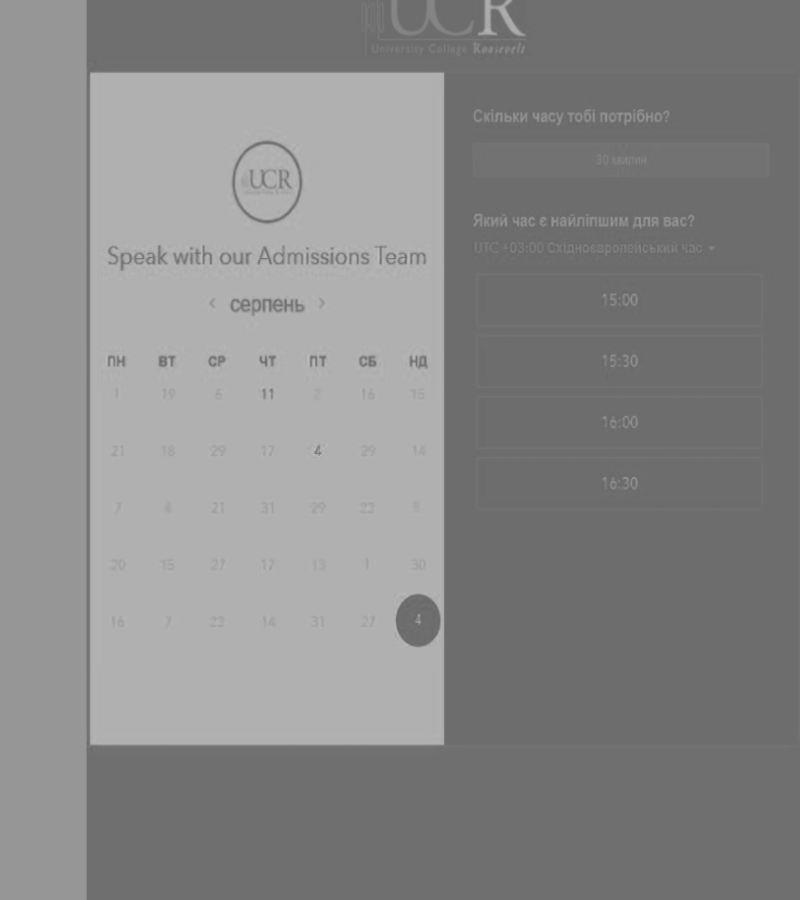 UCR
University College Roosevelt
UCR
Speak with our Admissions Team
‹ серпень ›
ПН ВТ СР ЧТ ПТ СБ НД
1 19 6 11 2 16 15
21 18 29 17 4 29 14
7 4 21 31 29 23
20 15 27 17 13 1 30
16 7 22 14 31 27 4
Скільки часу тобі потрібно?
30 хвилин
Який час є найліпшим для вас?
UTC +03:00 Східноєвропейський час
15:00
15:30
16:00
16:30